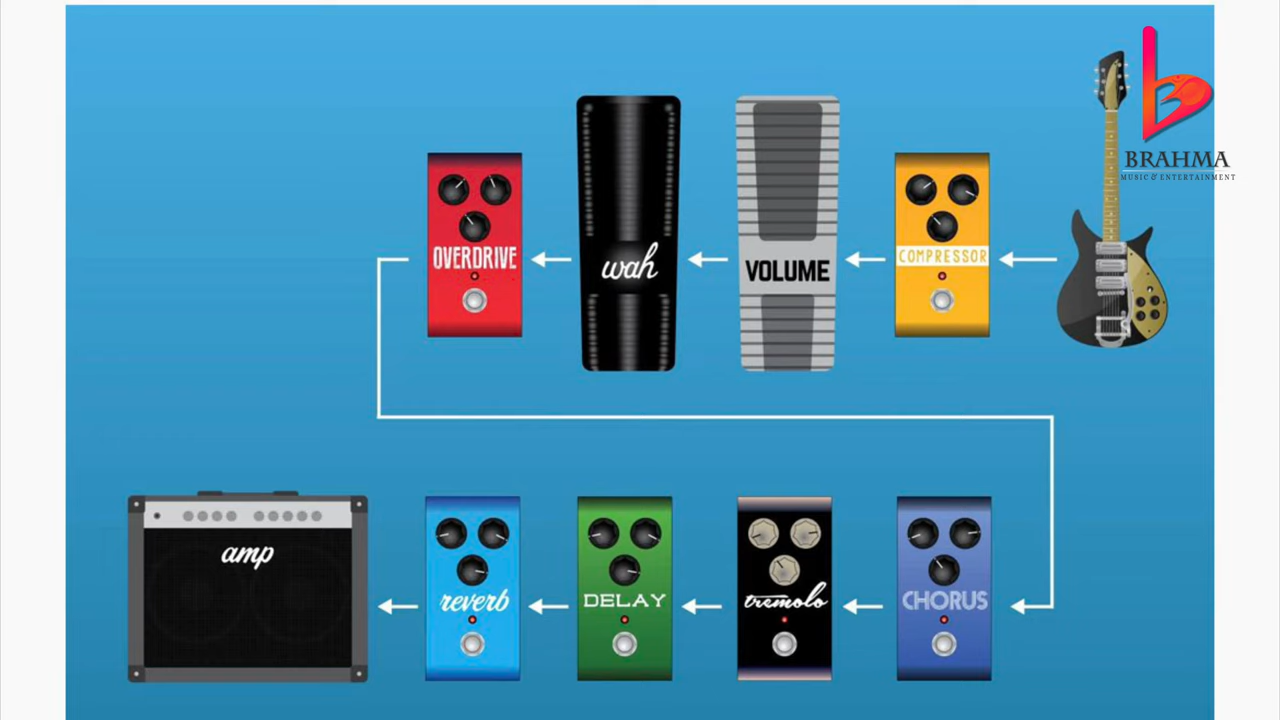 BRAHMA
MUSIC & ENTERTAINMENT
OVERDRIVE
wah
VOLUME
COMPRESSOR
amp
reverb
DELAY
tremolo
CHORUS